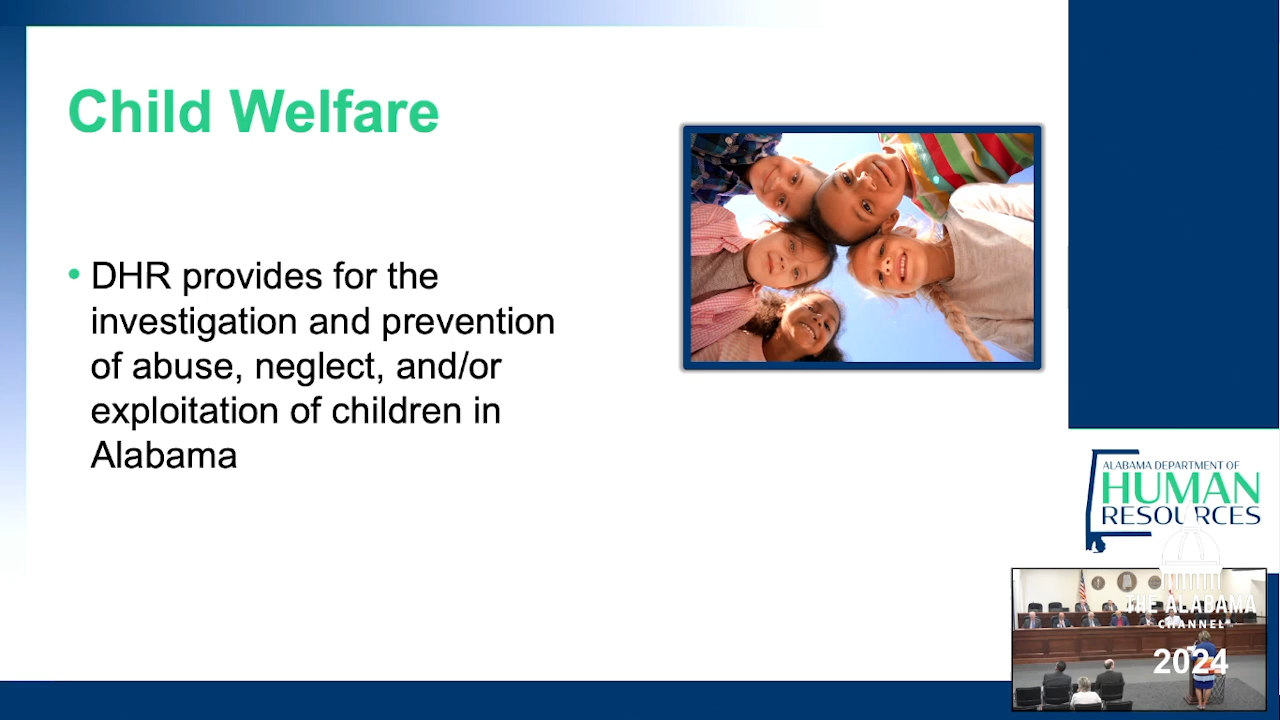 Child Welfare
• DHR provides for the
investigation and prevention
of abuse, neglect, and/or
exploitation of children in
Alabama
ALABAMA DEPARTMENT OF
HUMAN
RESOURCES
THE ALABAMA
CHANNEL
2024